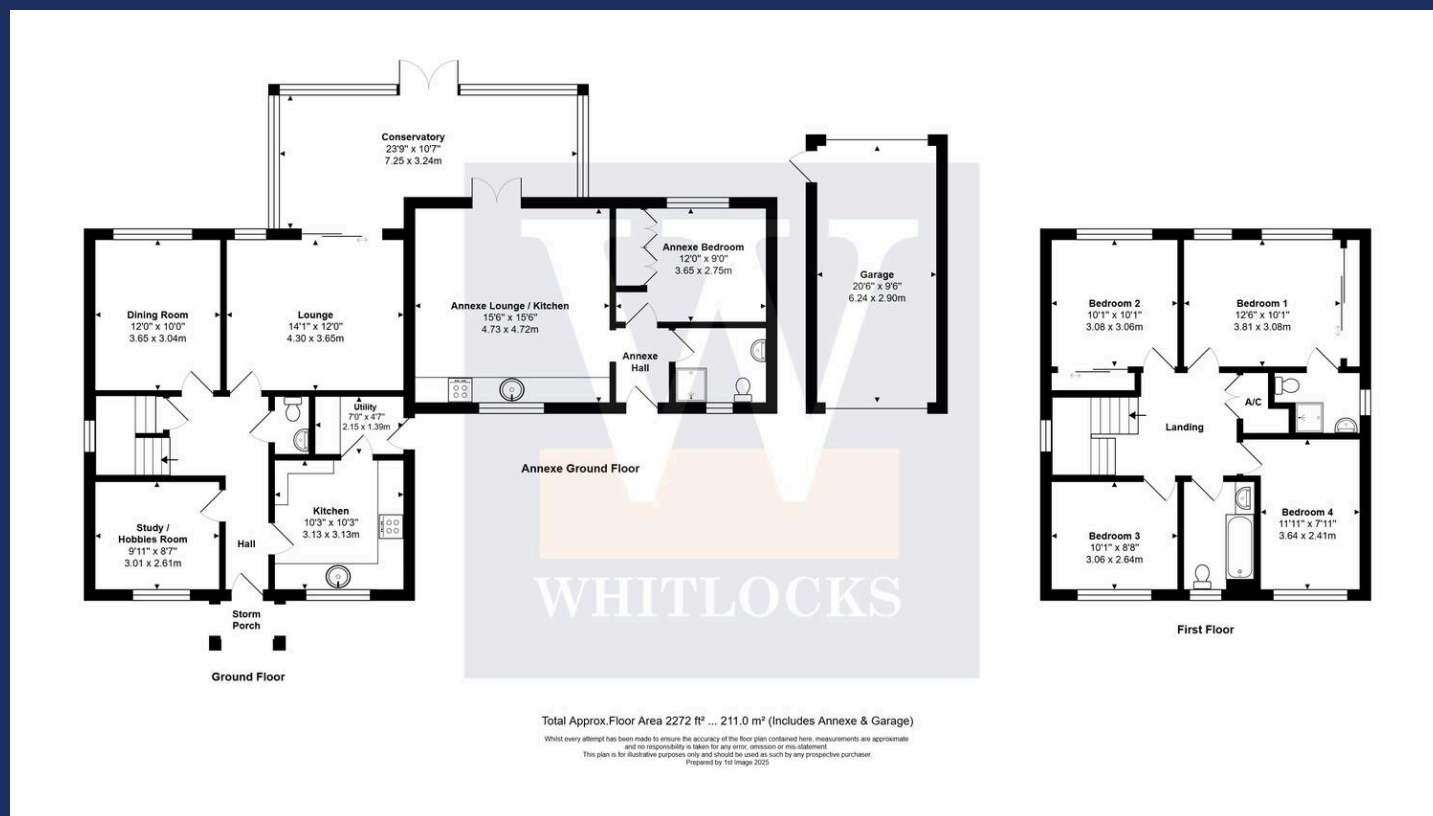 Conservatory
23'9" x 10'7"
7.25 x 3.24m
Dining Room
12'0" x 10'0"
3.65 x 3.04m
Lounge
14'1" x 12'0"
4.30 x 3.65m
Utility
7'0" x 4'7"
2.15 x 1.39m
Kitchen
10'3" x 10'3"
3.13 x 3.13m
Study /
Hobbies Room
9'11" x 8'7"
3.01 x 2.61m
Hall
Storm
Porch
Ground Floor
Annexe Lounge / Kitchen
15'6" x 15'6"
4.73 x 4.72m
Annexe Bedroom
12'0" x 9'0"
3.65 x 2.75m
Annexe
Hall
Annexe Ground Floor
Garage
20'6" x 9'6"
6.24 x 2.90m
W
WHITLOCKS
Bedroom 2
10'1" x 10'1"
3.08 x 3.06m
Bedroom 1
12'6" x 10'1"
3.81 x 3.08m
A/C
Landing
Bedroom 3
10'1" x 8'8"
3.06 x 2.64m
Bedroom 4
11'11" x 7'11"
3.64 x 2.41m
First Floor
Total Approx.Floor Area 2272 ft² ... 211.0 m² (Includes Annexe & Garage)
Whilst every attempt has been made to ensure the accuracy of the floor plan contained here, measurements are approximate
and no responsibility is taken for any error, omission or mis-statement.
This plan is for illustrative purposes only and should be used as such by any prospective purchaser.
Prepared by 1st Image 2025